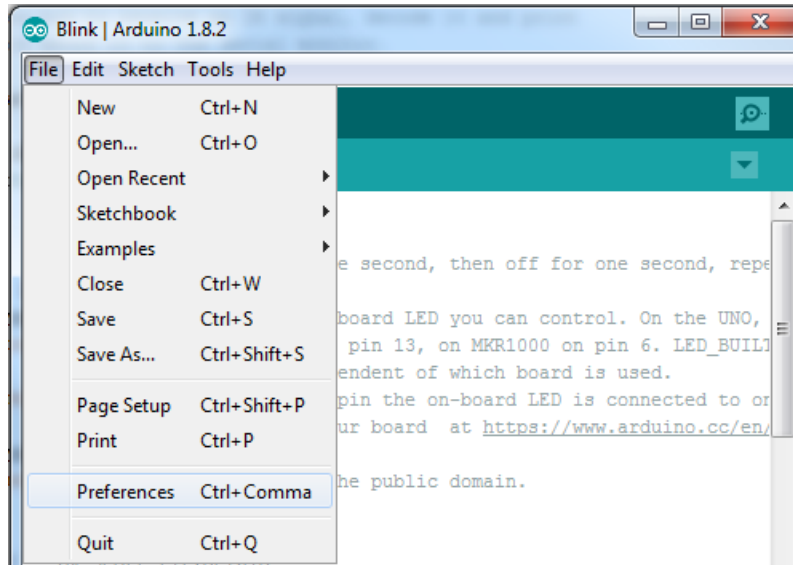 Blink | Arduino 1.8.2
File Edit Sketch Tools Help
New Ctrl+N
Open... Ctrl+O
Open Recent
Sketchbook
Examples
Close Ctrl+W
Save Ctrl+S
Save As... Ctrl+Shift+S
Page Setup Ctrl+Shift+P
Print Ctrl+P
Preferences Ctrl+Comma
Quit Ctrl+Q
e second, then off for one second, repe
board LED you can control. On the UNO,
pin 13, on MKR1000 on pin 6. LED_BUILT
endent of which board is used.
pin the on-board LED is connected to on
ur board at https://www.arduino.cc/en/
he public domain.